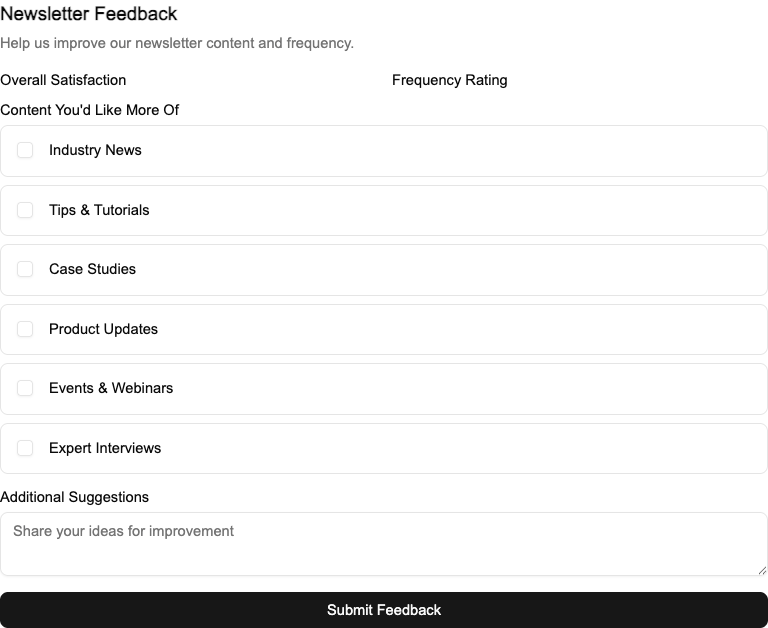 Newsletter Feedback
Help us improve our newsletter content and frequency.
Overall Satisfaction
Frequency Rating
Content You'd Like More Of
Industry News
Tips & Tutorials
Case Studies
Product Updates
Events & Webinars
Expert Interviews
Additional Suggestions
Share your ideas for improvement
Submit Feedback